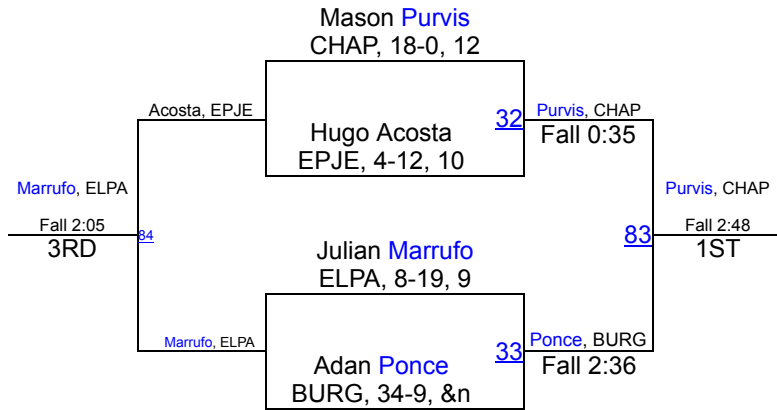 Mason Purvis
CHAP, 18-0, 12
Acosta, EPJE
32
Purvis, CHAP
Hugo Acosta
Fall 0:35
EPJE, 4-12, 10
Marrufo, ELPA
Purvis, CHAP
Fall 2:05
84
83
Fall 2:48
3RD
1ST
Julian Marrufo
ELPA, 8-19, 9
Marrufo, ELPA
33
Ponce, BURG
Adan Ponce
Fall 2:36
BURG, 34-9, &n